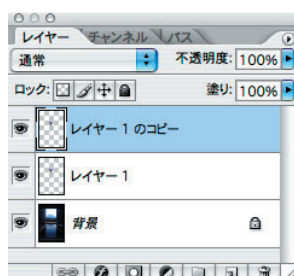 レイヤー チャンネル パス
通常 不透明度: 100%
ロック: 塗り: 100%
レイヤー 1 のコピー
レイヤー 1
背景